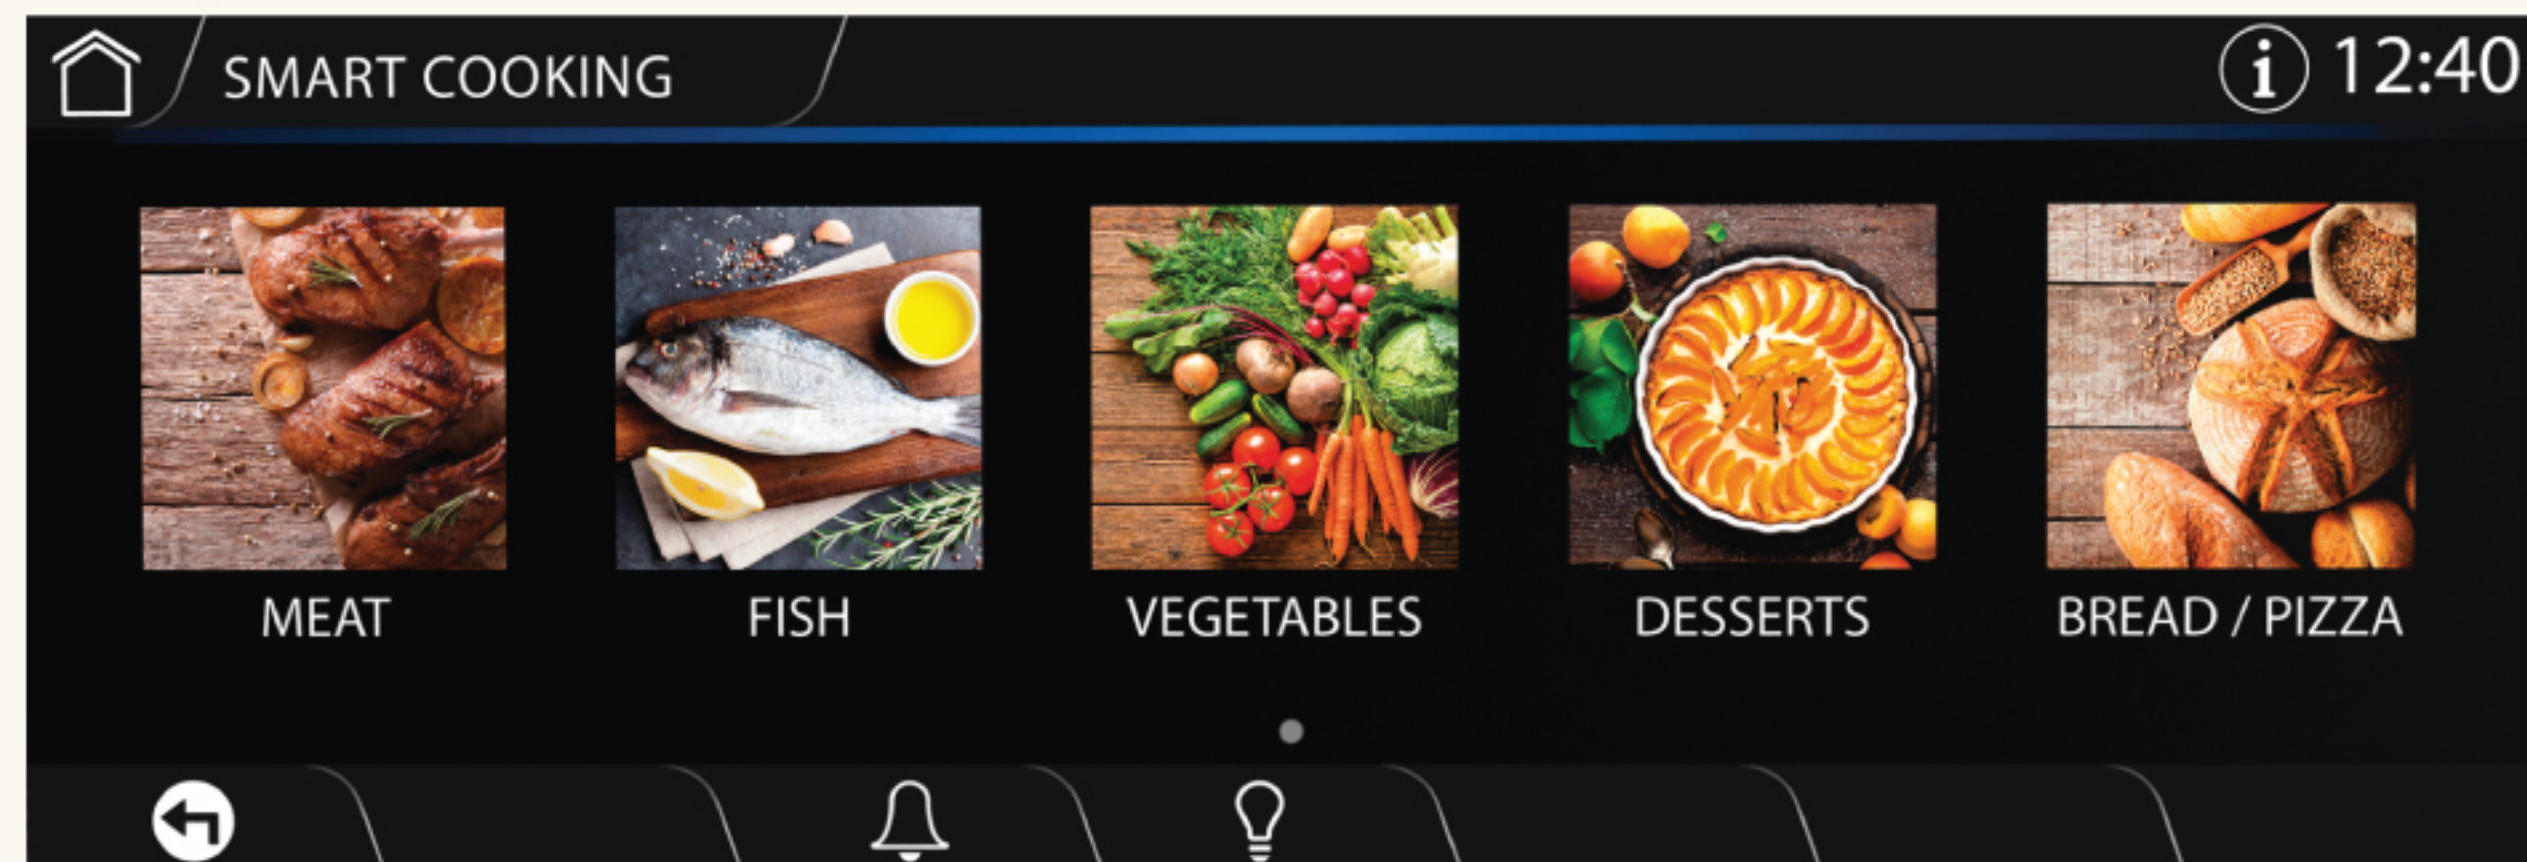 SMART COOKING
i 12:40
MEAT
FISH
VEGETABLES
DESSERTS
BREAD / PIZZA